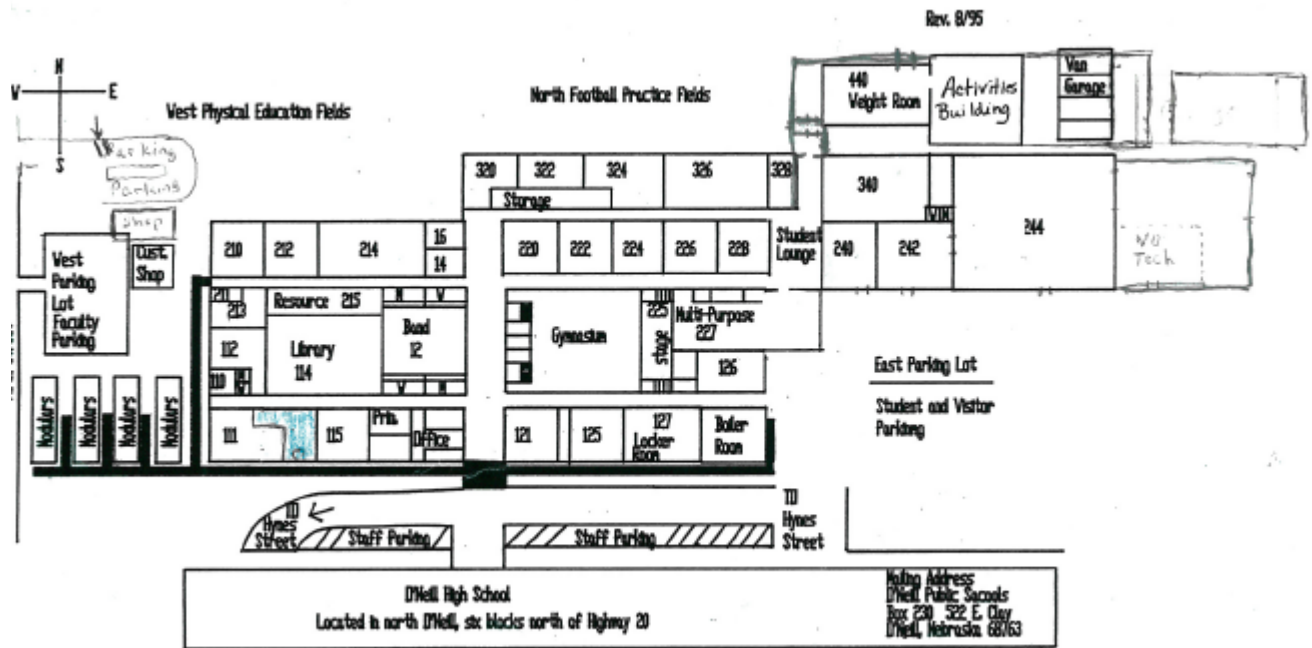 Rev. 8/95
N
W E
S
West Physical Education Fields
North Football Practice Fields
440
Weight Room
Activities
Building
Van
Garage
Parking
Parking
Shop
320 322 324 326 328
Storage
340
244
Tech
210 212 214 16
14
220 222 224 226 228
Student
Lounge
240 242
West
Parking
Lot
Faculty
Parking
Cust.
Shop
211
213
Resource 215
112
Library
114
110
Band
12
Gymnasium
225
stage
Multi-Purpose
227
126
Modulars Modulars Modulars Modulars
111 115
Prin.
Office
121 125
127
Locker
Room
Boiler
Room
East Parking Lot
Student and Visitor
Parking
TO
Hynes
Street
Staff Parking
Staff Parking
TO
Hynes
Street
O'Neill High School
Located in north O'Neill, six blocks north of Highway 20
Mailing Address
O'Neill Public Sacools
Box 230 522 E. Clay
O'Neill, Nebraska 68763